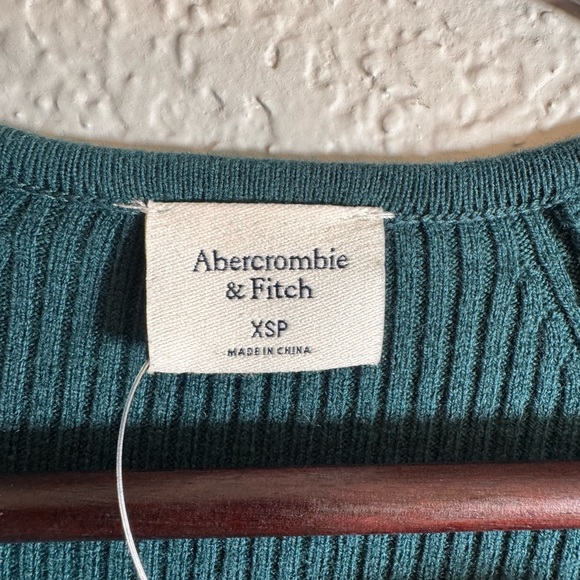 Abercrombie
& Fitch
XSP
MADE IN CHINA